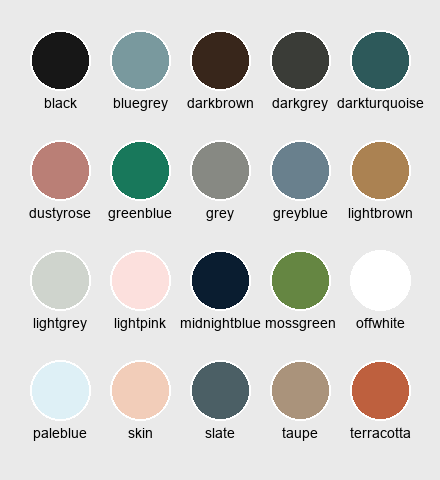 black bluegrey darkbrown darkgrey darkturquoise
dustyrose greenblue grey greyblue lightbrown
lightgrey lightpink midnightblue mossgreen offwhite
paleblue skin slate taupe terracotta